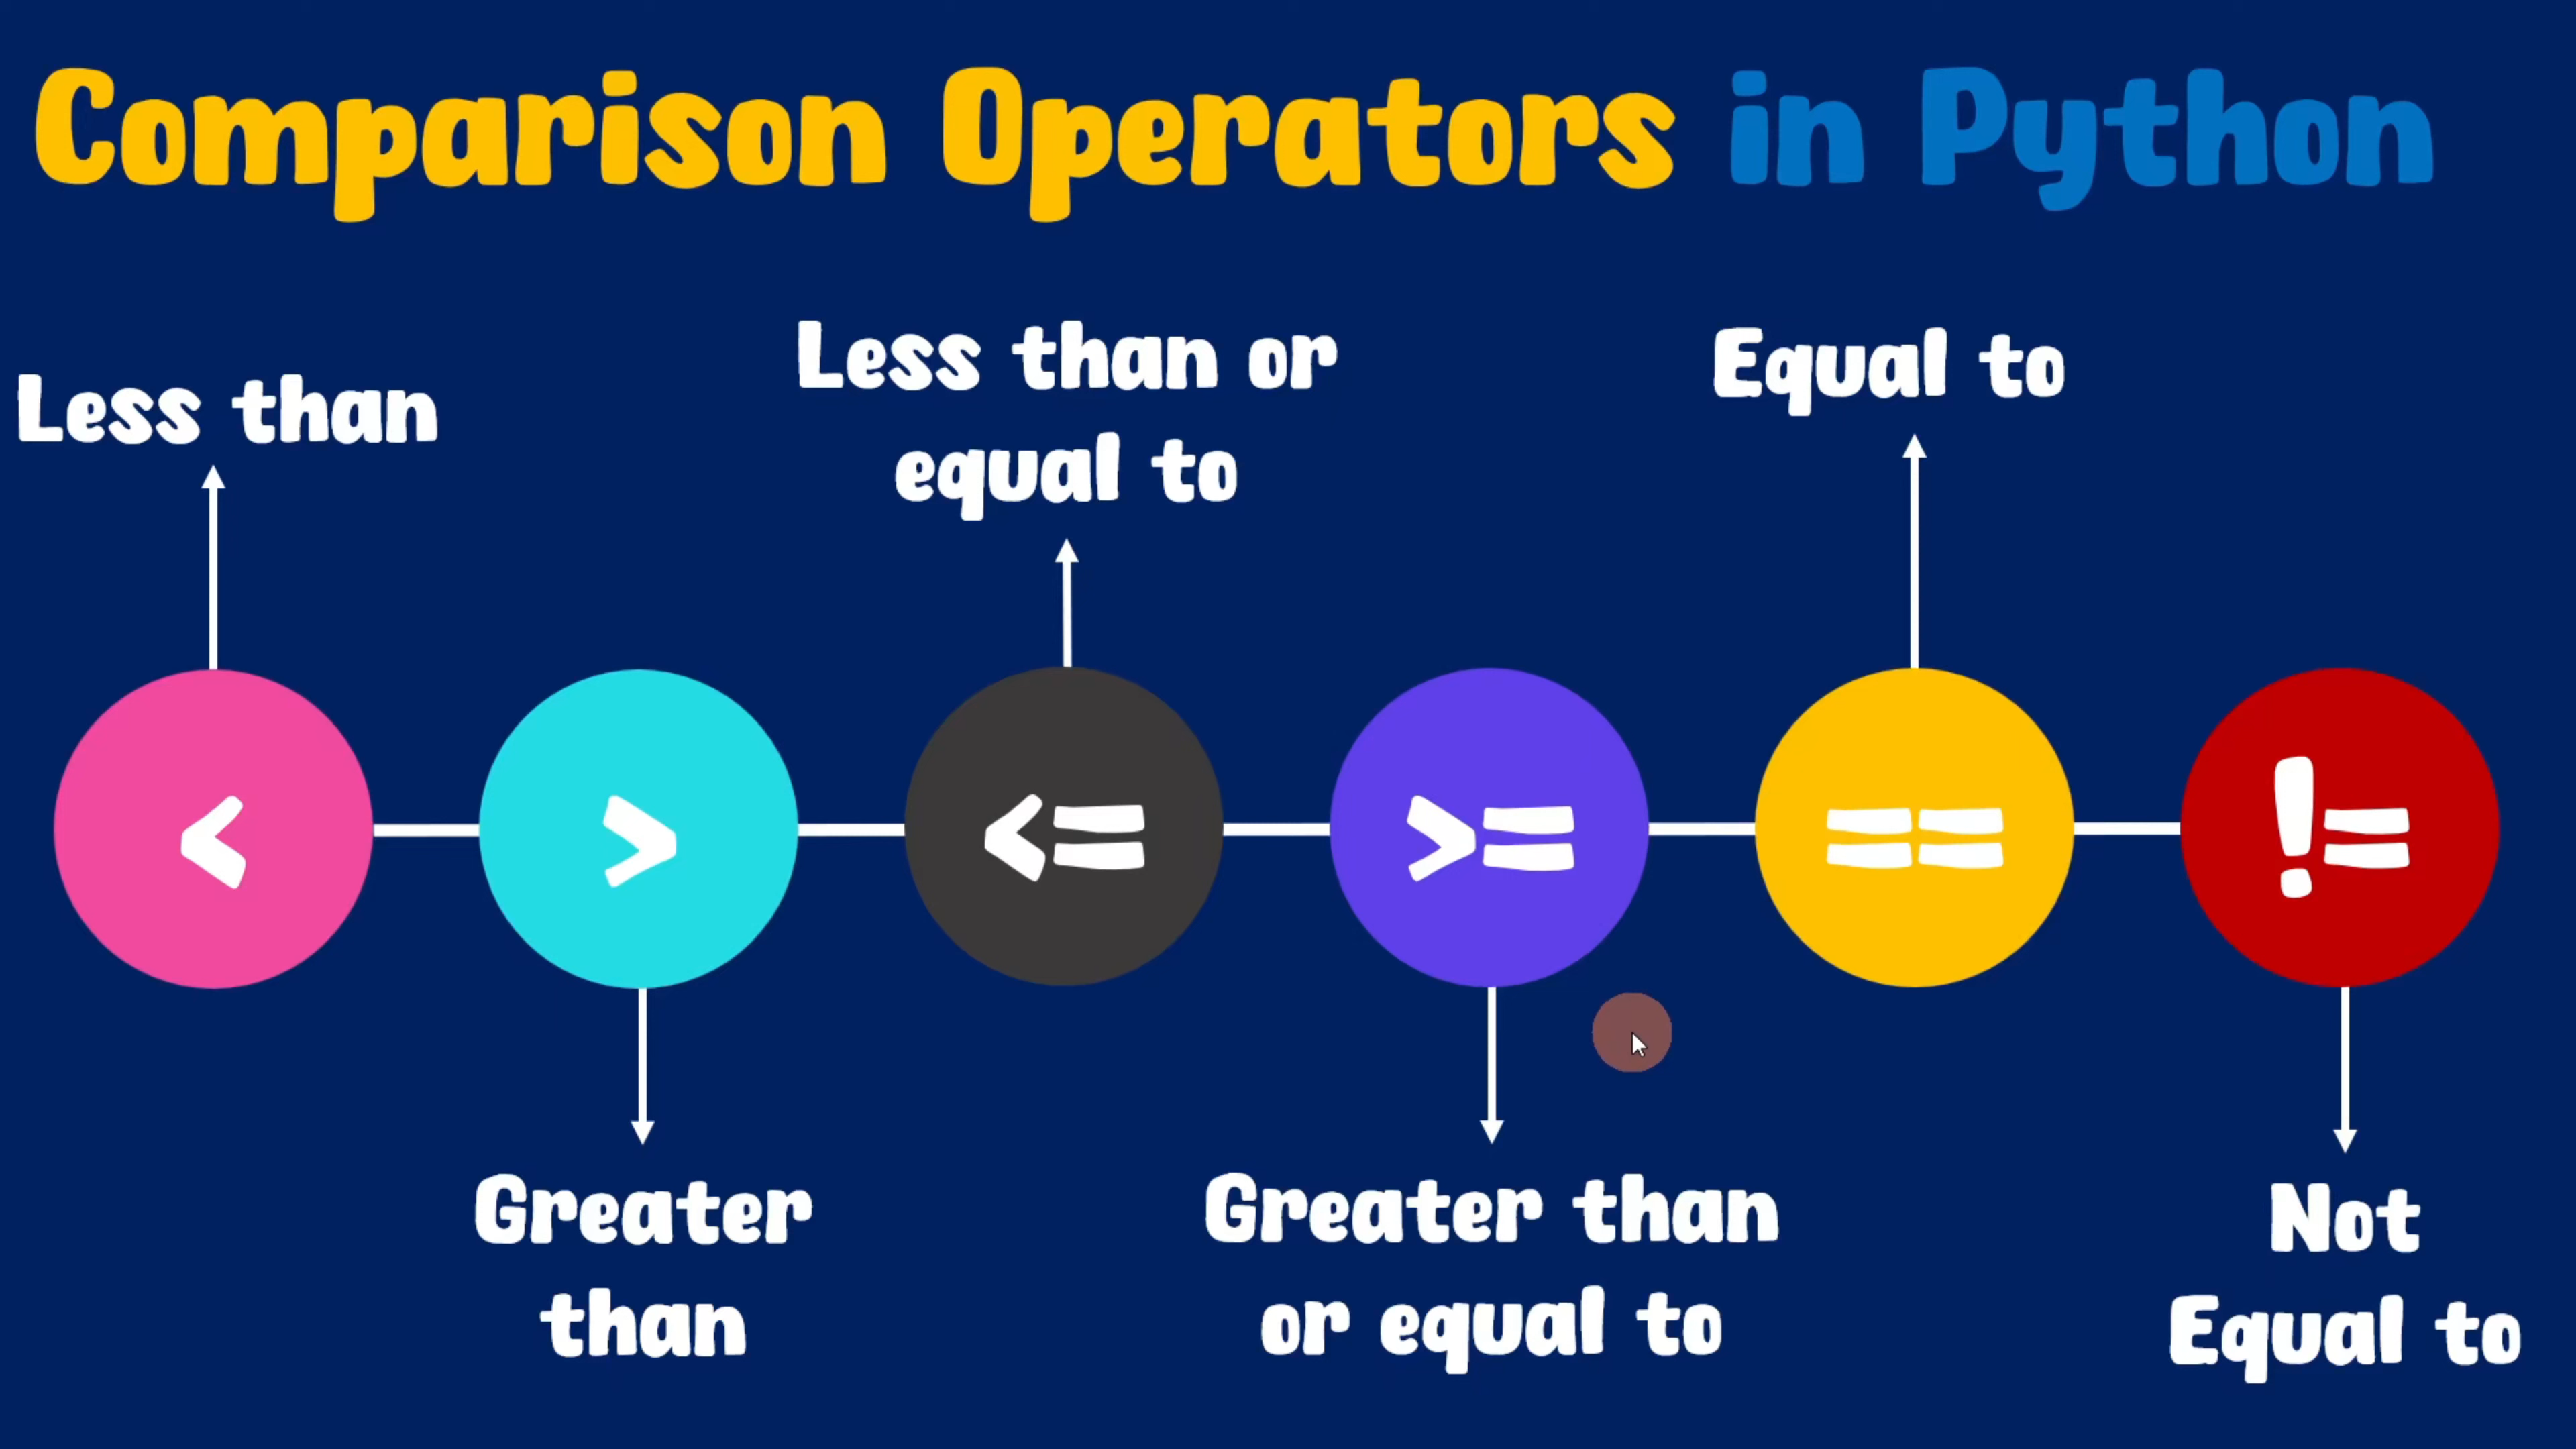 Comparison Operators in Python
Less than
Less than or
equal to
Equal to
<
>
<=
>=
==
!=
Greater
than
Greater than
or equal to
Not
Equal to